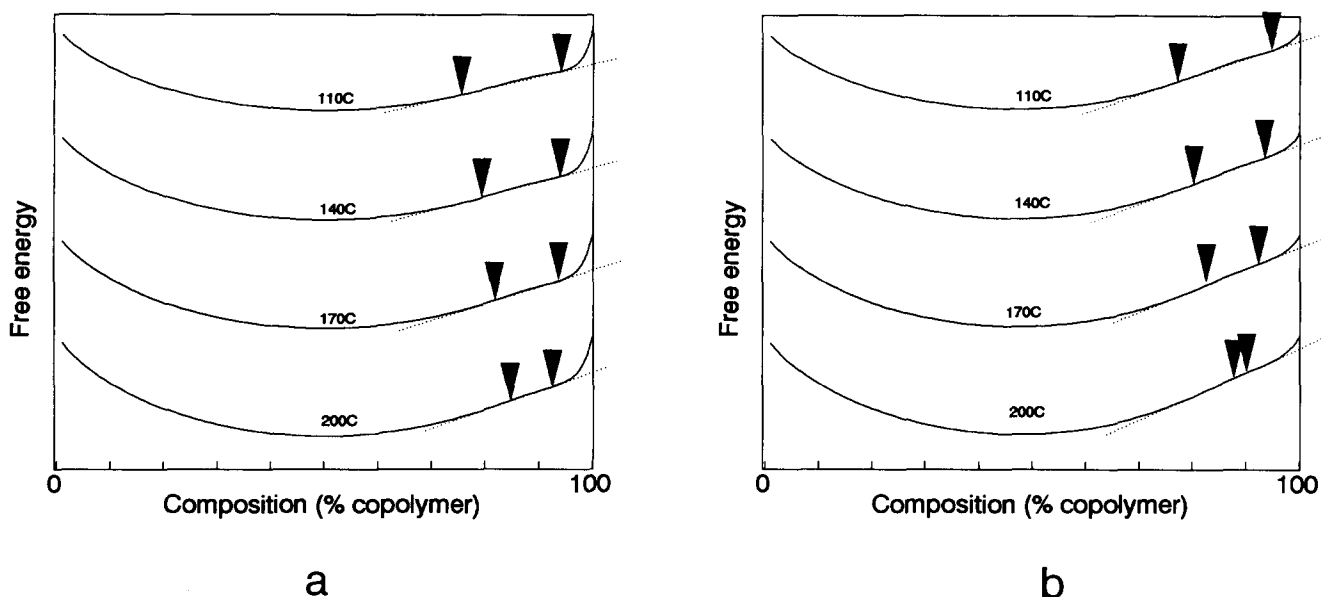 110C
140C
170C
200C
Free energy
0
100
Composition (% copolymer)
a
110C
140C
170C
200C
Free energy
0
100
Composition (% copolymer)
b